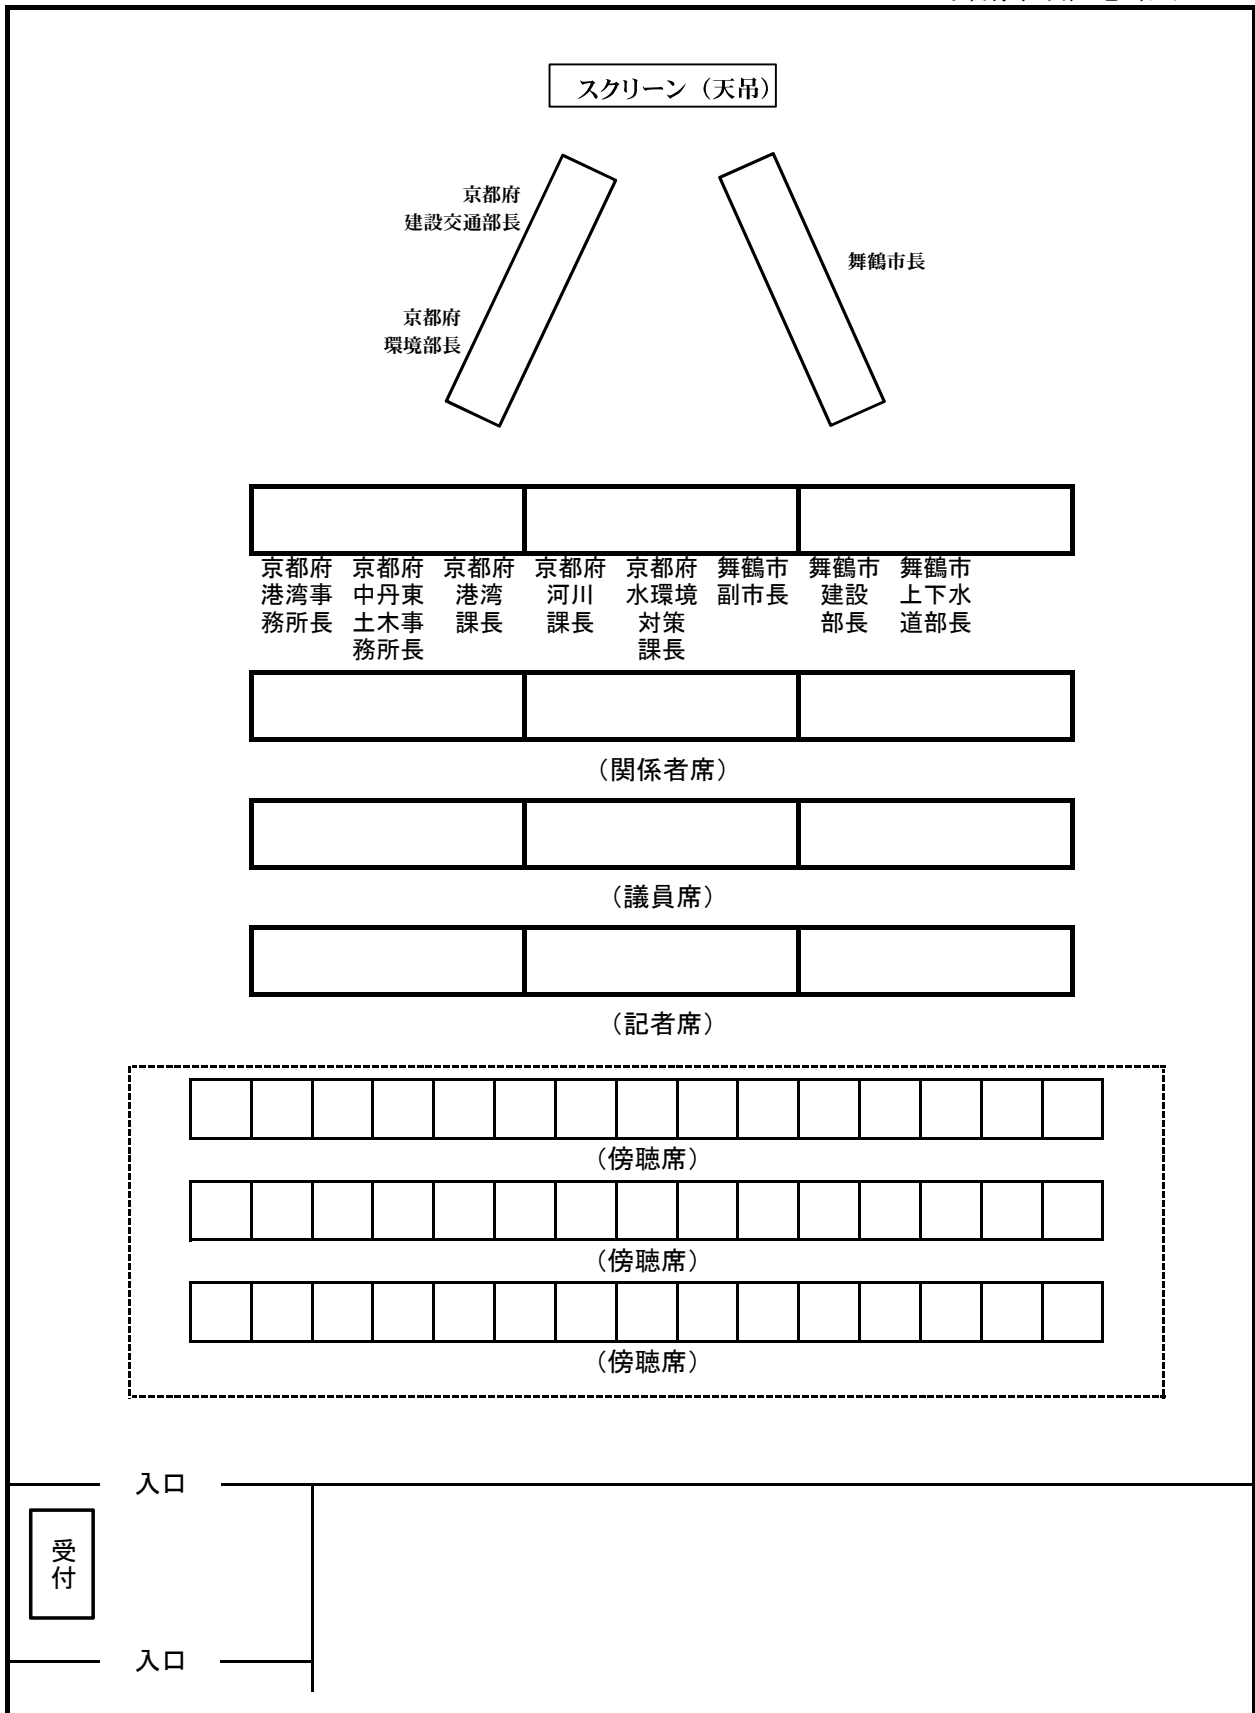 スクリーン（天吊）
京都府
建設交通部長
舞鶴市長
京都府
環境部長
京都府
港湾事
務所長
京都府
中丹東
土木事
務所長
京都府
港湾
課長
京都府
河川
課長
京都府
水環境
対策
課長
舞鶴市
副市長
舞鶴市
建設
部長
舞鶴市
上下水
道部長
（関係者席）
（議員席）
（記者席）
（傍聴席）
（傍聴席）
（傍聴席）
入口
受付
入口